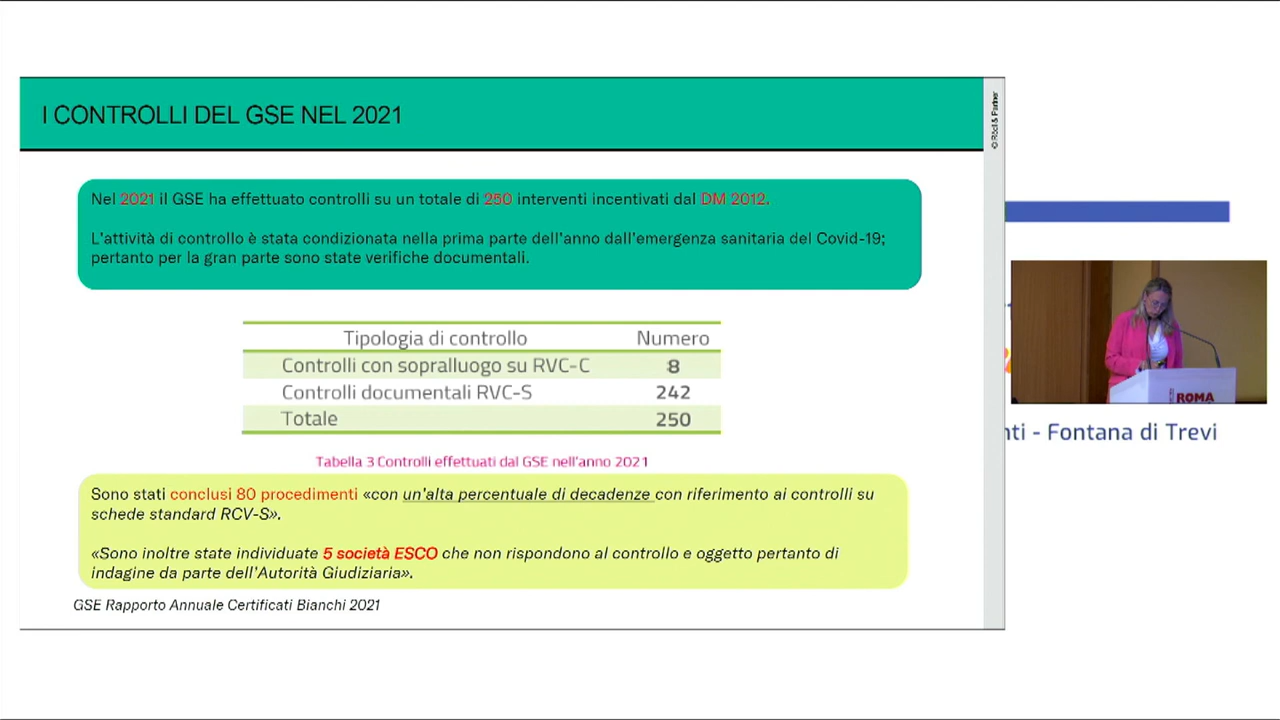 I CONTROLLI DEL GSE NEL 2021
© Rödl & Partner
Nel 2021 il GSE ha effettuato controlli su un totale di 250 interventi incentivati dal DM 2012.
L'attività di controllo è stata condizionata nella prima parte dell'anno dall'emergenza sanitaria del Covid-19;
pertanto per la gran parte sono state verifiche documentali.
Tipologia di controllo Numero
Controlli con sopralluogo su RVC-C 8
Controlli documentali RVC-S 242
Totale 250
Tabella 3 Controlli effettuati dal GSE nell'anno 2021
Sono stati conclusi 80 procedimenti «con un'alta percentuale di decadenze con riferimento ai controlli su
schede standard RCV-S».
«Sono inoltre state individuate 5 società ESCO che non rispondono al controllo e oggetto pertanto di
indagine da parte dell'Autorità Giudiziaria».
GSE Rapporto Annuale Certificati Bianchi 2021
ROMA
nti - Fontana di Trevi